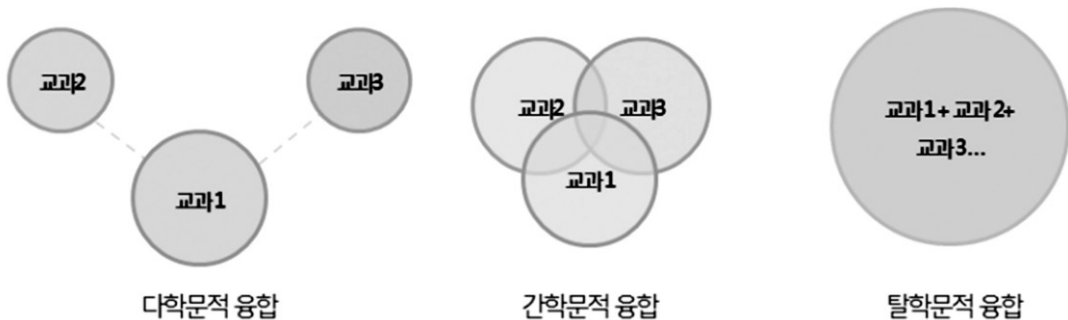 교과2
교과3
교과1
다학문적 융합
교과2
교과3
교과1
간학문적 융합
교과1+교과2+
교과3...
탈학문적 융합